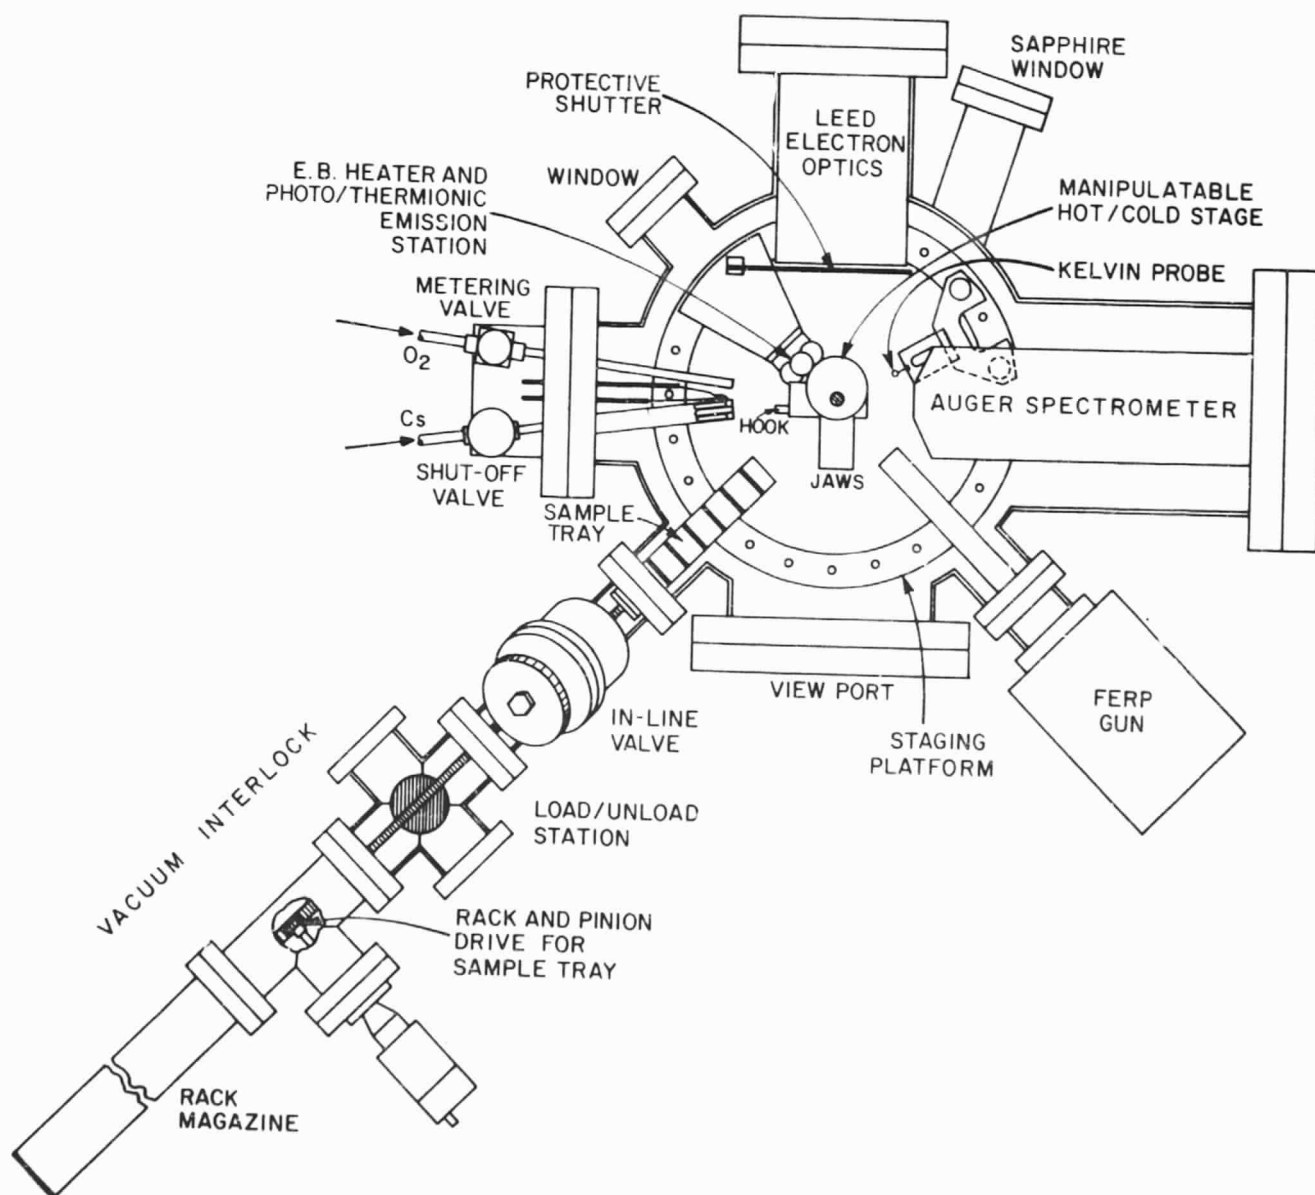 SAPPHIRE
WINDOW
PROTECTIVE
SHUTTER
LEED
ELECTRON
OPTICS
E.B. HEATER AND
PHOTO/THERMIONIC
EMISSION
STATION
WINDOW
MANIPULATABLE
HOT/COLD STAGE
KELVIN PROBE
METERING
VALVE
O2
Cs
SHUT-OFF
VALVE
HOOK
JAWS
AUGER SPECTROMETER
SAMPLE
TRAY
VIEW PORT
IN-LINE
VALVE
STAGING
PLATFORM
FERP
GUN
VACUUM INTERLOCK
LOAD/UNLOAD
STATION
RACK AND PINION
DRIVE FOR
SAMPLE TRAY
RACK
MAGAZINE